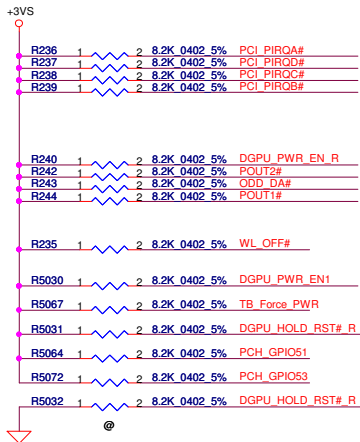 +3VS
R236 1 2 8.2K_0402_5% PCI_PIRQA#
R237 1 2 8.2K_0402_5% PCI_PIRQD#
R238 1 2 8.2K_0402_5% PCI_PIRQC#
R239 1 2 8.2K_0402_5% PCI_PIRQB#
R240 1 2 8.2K_0402_5% DGPU_PWR_EN_R
R242 1 2 8.2K_0402_5% POUT2#
R243 1 2 8.2K_0402_5% ODD_DA#
R244 1 2 8.2K_0402_5% POUT1#
R235 1 2 8.2K_0402_5% WL_OFF#
R5030 1 2 8.2K_0402_5% DGPU_PWR_EN1
R5067 1 2 8.2K_0402_5% TB_Force_PWR
R5031 1 2 8.2K_0402_5% DGPU_HOLD_RST#_R
R5064 1 2 8.2K_0402_5% PCH_GPIO51
R5072 1 2 8.2K_0402_5% PCH_GPIO53
R5032 1 2 8.2K_0402_5% DGPU_HOLD_RST#_R
@